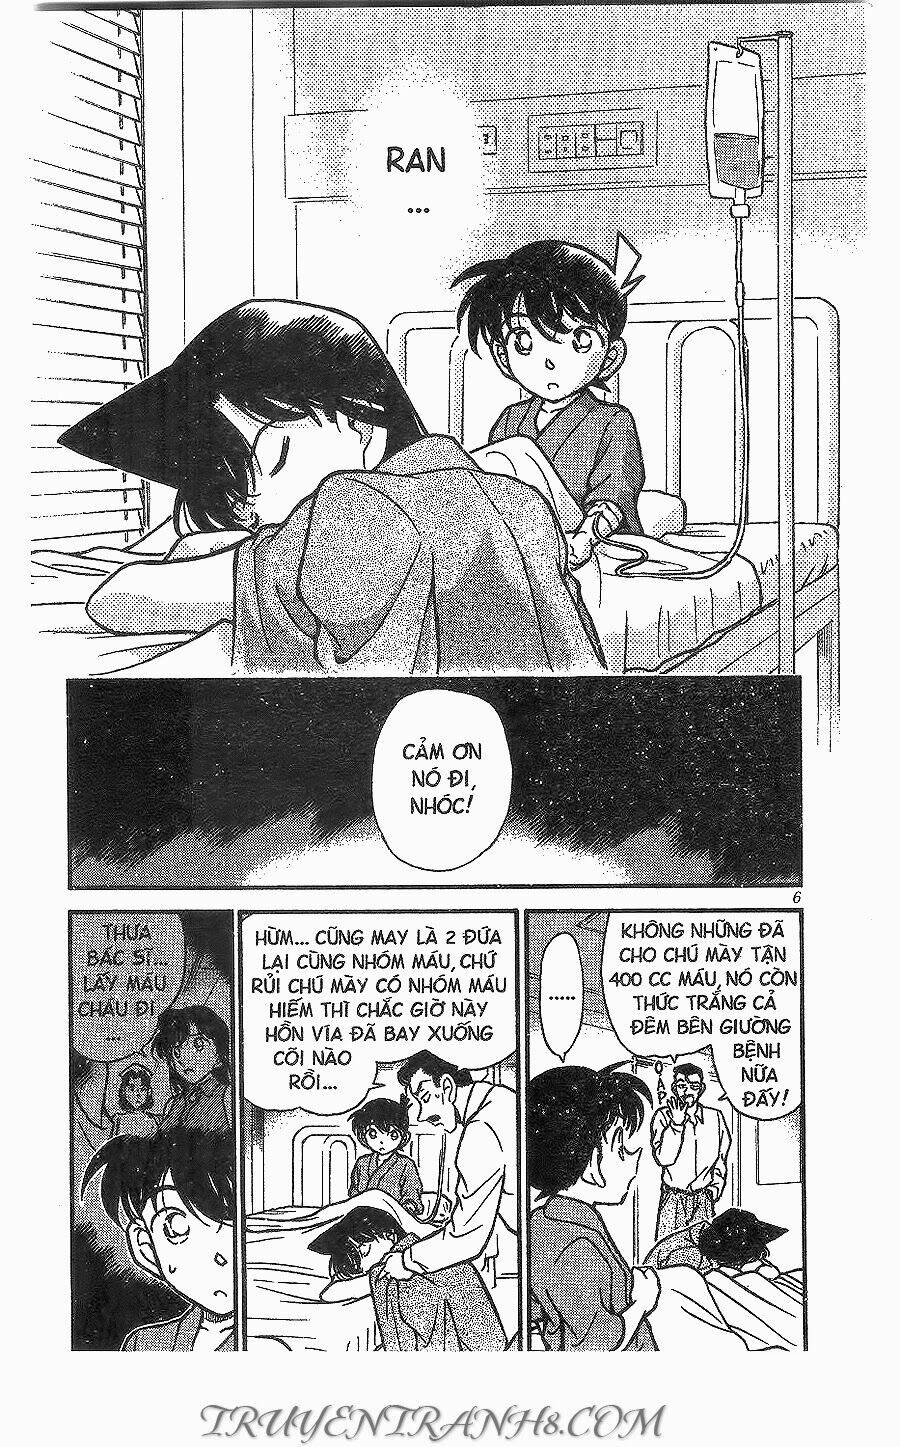 RAN
...
CẢM ƠN
NÓ ĐI,
NHÓC!
6
KHÔNG NHỮNG ĐÃ
CHO CHÚ MÀY TẬN
400 CC MÁU, NÓ CÒN
THỨC TRẮNG CẢ
ĐÊM BÊN GIƯỜNG
BỆNH
NỮA
ĐẤY!
.....
OÁP
HỪM... CŨNG MAY LÀ 2 ĐỨA
LẠI CÙNG NHÓM MÁU, CHỨ
RỦI CHÚ MÀY CÓ NHÓM MÁU
HIẾM THÌ CHẮC GIỜ NÀY
HỒN VÍA ĐÃ BAY XUỐNG
CÕI NÀO
RỒI...
THƯA
BÁC SĨ...
LẤY MÁU
CHÁU ĐI
....
TRUYENTRANH8.COM